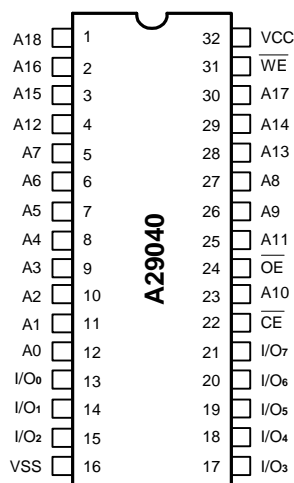 A18 1 32 VCC
A16 2 31 W̅E̅
A15 3 30 A17
A12 4 29 A14
A7 5 28 A13
A6 6 27 A8
A5 7 26 A9
A4 8 25 A11
A3 9 24 O̅E̅
A2 10 23 A10
A1 11 22 C̅E̅
A0 12 21 I/O₇
I/O₀ 13 20 I/O₆
I/O₁ 14 19 I/O₅
I/O₂ 15 18 I/O₄
VSS 16 17 I/O₃
A29040